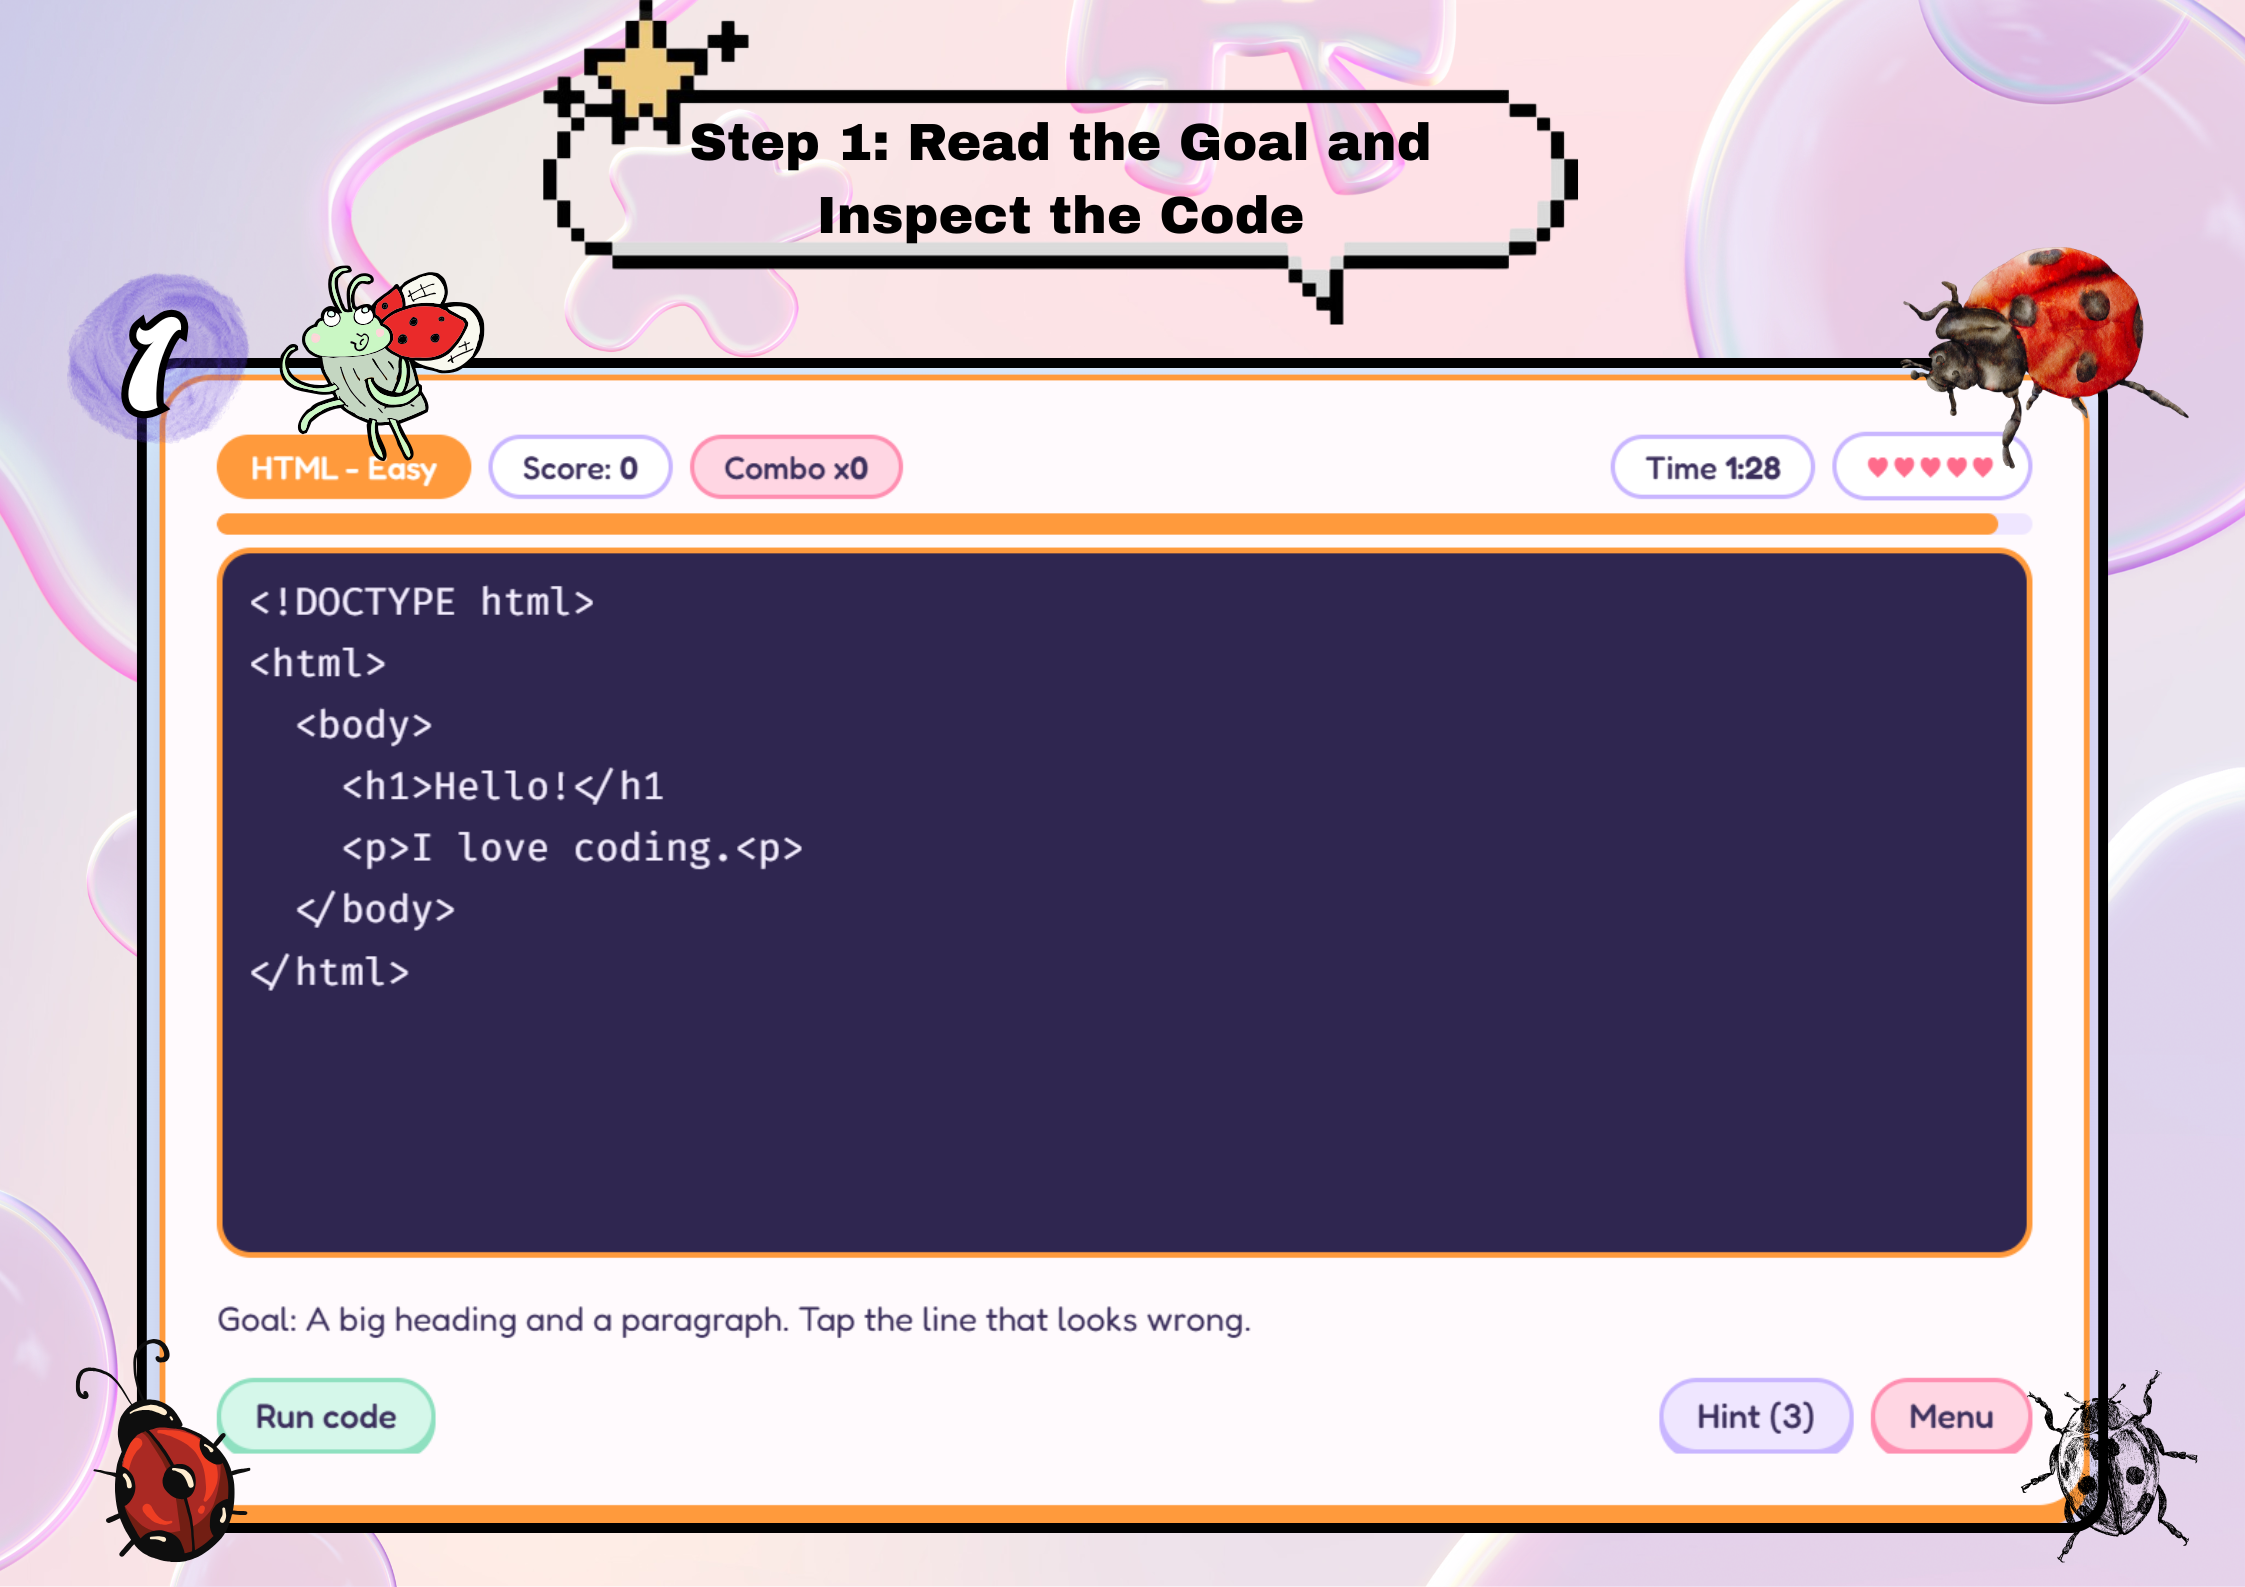 Step 1: Read the Goal and
Inspect the Code
1
HTML - Easy
Score: 0
Combo x0
Time 1:28
<!DOCTYPE html>
<html>
  <body>
    <h1>Hello!</h1
    <p>I love coding.<p>
  </body>
</html>
Goal: A big heading and a paragraph. Tap the line that looks wrong.
Run code
Hint (3)
Menu